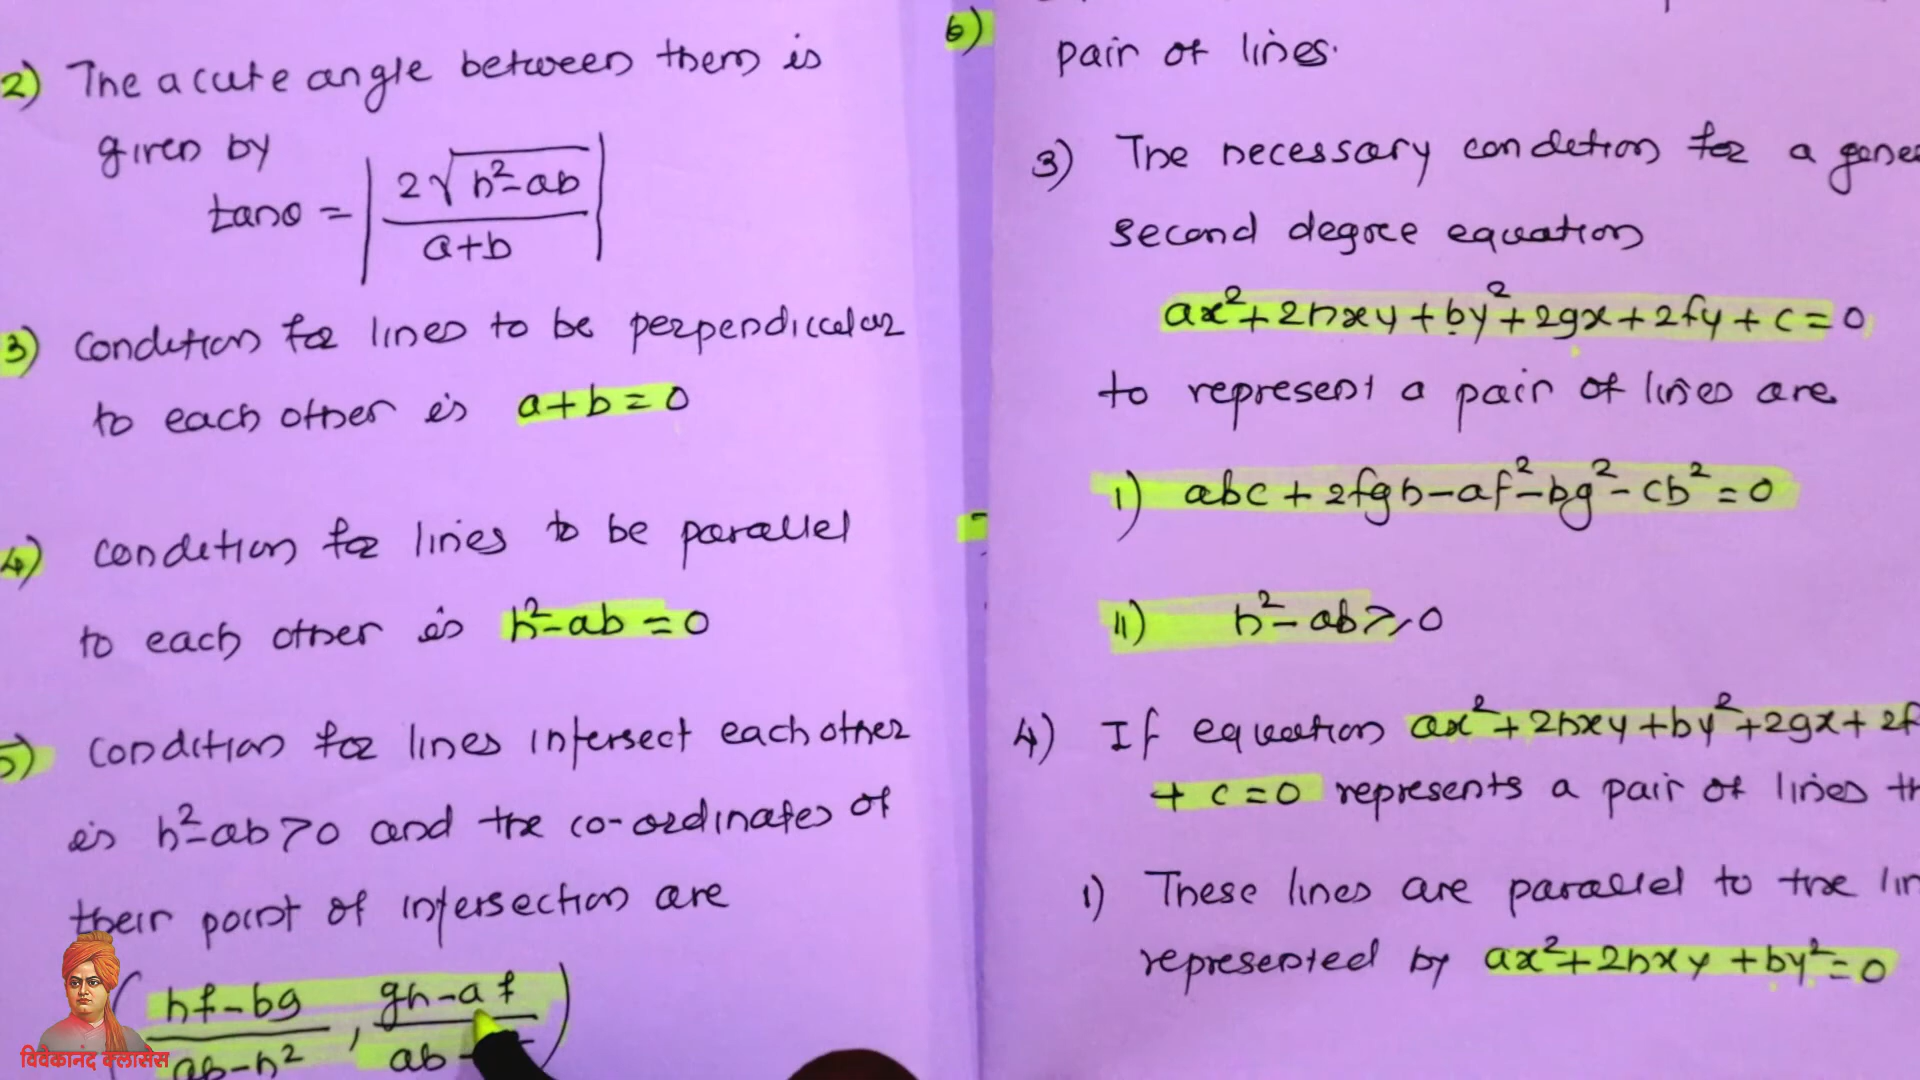 2) The acute angle between them is
given by
tanθ = | 2√h²-ab / a+b |
3) Condition for lines to be perpendicular
to each other is a+b=0
4) Condition for lines to be parallel
to each other is h²-ab=0
5) Condition for lines intersect each other
is h²-ab>0 and the co-ordinates of
their point of intersection are
( hf-bg / ab-h² , gh-af / ab-
विवेकानंद क्लासेस
6)
pair of lines.
3) The necessary condition for a gene
second degree equation
ax²+2hxy+by²+2gx+2fy+c=0
to represent a pair of lines are
i) abc+2fgh-af²-bg²-ch²=0
ii) h²-ab≥0
4) If equation ax²+2hxy+by²+2gx+2f
+c=0 represents a pair of lines th
i) These lines are parallel to the lin
represented by ax²+2hxy+by²=0